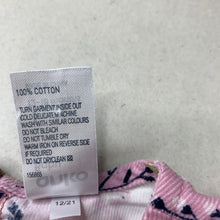 100% COTTON
TURN GARMENT INSIDE OUT
COLD DELICATE MACHINE
WASH WITH SIMILAR COLOURS
DO NOT BLEACH
DO NOT TUMBLE DRY
WARM IRON ON REVERSE SIDE
IF REQUIRED
DO NOT DRYCLEAN
12/21